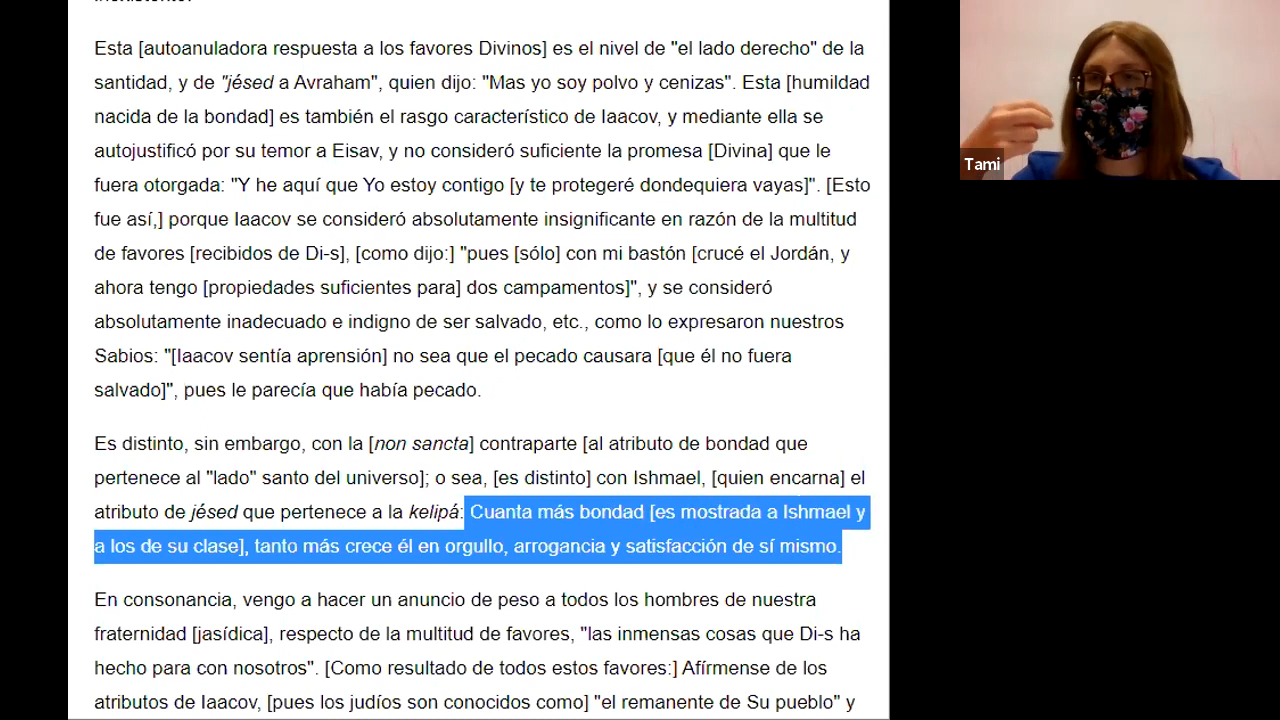 Esta [autoanuladora respuesta a los favores Divinos] es el nivel de "el lado derecho" de la
santidad, y de "jésed a Avraham", quien dijo: "Mas yo soy polvo y cenizas". Esta [humildad
nacida de la bondad] es también el rasgo característico de Iaacov, y mediante ella se
autojustificó por su temor a Eisav, y no consideró suficiente la promesa [Divina] que le
fuera otorgada: "Y he aquí que Yo estoy contigo [y te protegeré dondequiera vayas]". [Esto
fue así,] porque Iaacov se consideró absolutamente insignificante en razón de la multitud
de favores [recibidos de Di-s], [como dijo:] "pues [sólo] con mi bastón [crucé el Jordán, y
ahora tengo [propiedades suficientes para] dos campamentos]", y se consideró
absolutamente inadecuado e indigno de ser salvado, etc., como lo expresaron nuestros
Sabios: "[Iaacov sentía aprensión] no sea que el pecado causara [que él no fuera
salvado]", pues le parecía que había pecado.
Es distinto, sin embargo, con la [non sancta] contraparte [al atributo de bondad que
pertenece al "lado" santo del universo]; o sea, [es distinto] con Ishmael, [quien encarna] el
atributo de jésed que pertenece a la kelipá: Cuanta más bondad [es mostrada a Ishmael y
a los de su clase], tanto más crece él en orgullo, arrogancia y satisfacción de sí mismo.
En consonancia, vengo a hacer un anuncio de peso a todos los hombres de nuestra
fraternidad [jasídica], respecto de la multitud de favores, "las inmensas cosas que Di-s ha
hecho para con nosotros". [Como resultado de todos estos favores:] Afírmense de los
atributos de Iaacov, [pues los judíos son conocidos como] "el remanente de Su pueblo" y
Tami